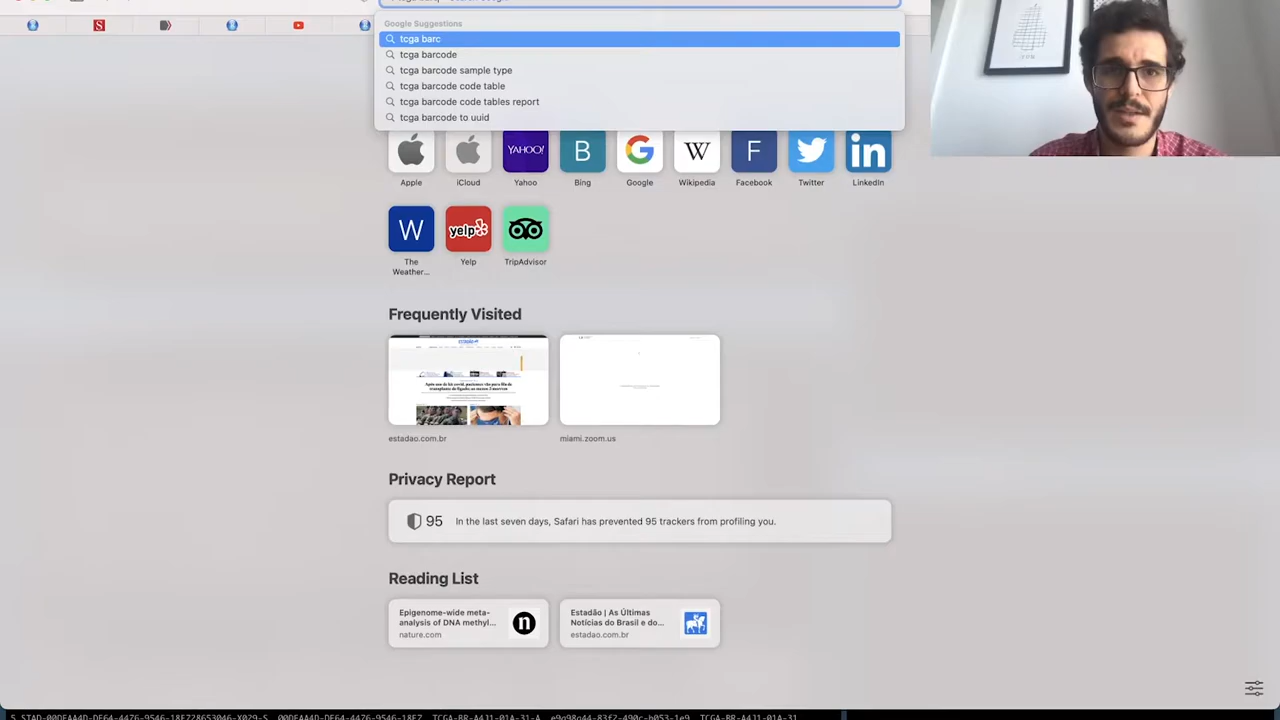 Google Suggestions
tcga barc
tcga barcode
tcga barcode sample type
tcga barcode code table
tcga barcode code tables report
tcga barcode to uuid
YAHOO!
B
G
W
F
in
Apple
iCloud
Yahoo
Bing
Google
Wikipedia
Facebook
Twitter
LinkedIn
W
yelp
The Weather...
Yelp
TripAdvisor
Frequently Visited
estadao.com.br
miami.zoom.us
Privacy Report
95
In the last seven days, Safari has prevented 95 trackers from profiling you.
Reading List
Epigenome-wide meta-
analysis of DNA methyl...
nature.com
n
Estadão | As Últimas
Notícias do Brasil e do...
estadao.com.br